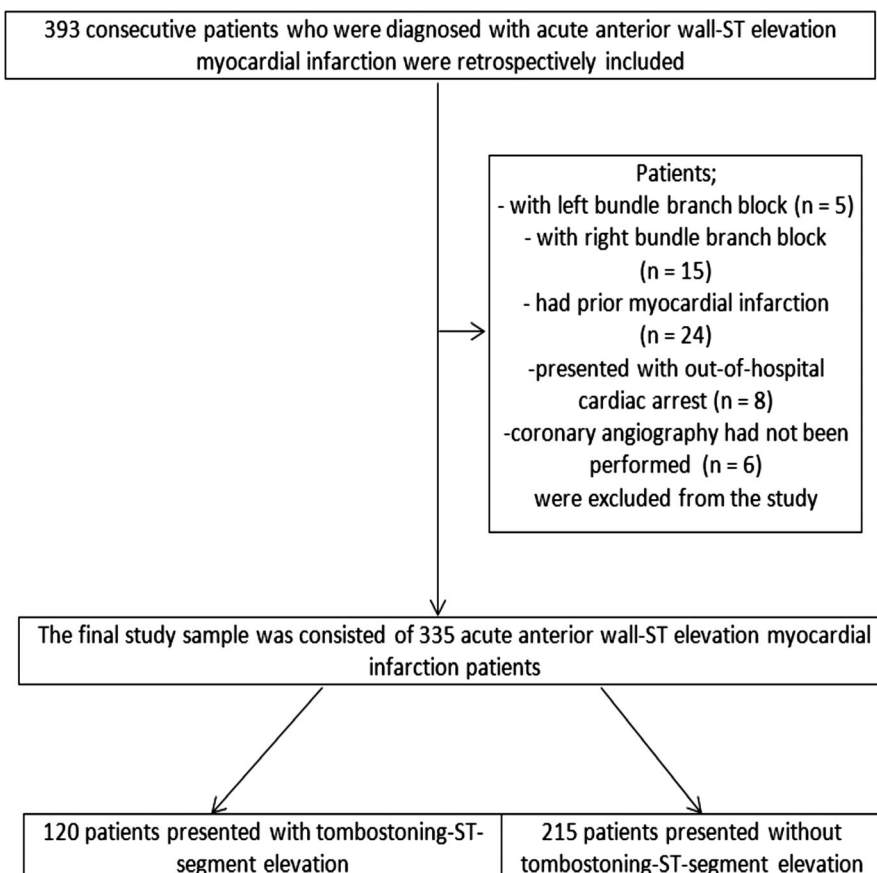 393 consecutive patients who were diagnosed with acute anterior wall-ST elevation
myocardial infarction were retrospectively included
Patients;
- with left bundle branch block (n = 5)
- with right bundle branch block
(n = 15)
- had prior myocardial infarction
(n = 24)
-presented with out-of-hospital
cardiac arrest (n = 8)
-coronary angiography had not been
performed (n = 6)
were excluded from the study
The final study sample was consisted of 335 acute anterior wall-ST elevation myocardial
infarction patients
120 patients presented with tombostoning-ST-
segment elevation
215 patients presented without
tombostoning-ST-segment elevation